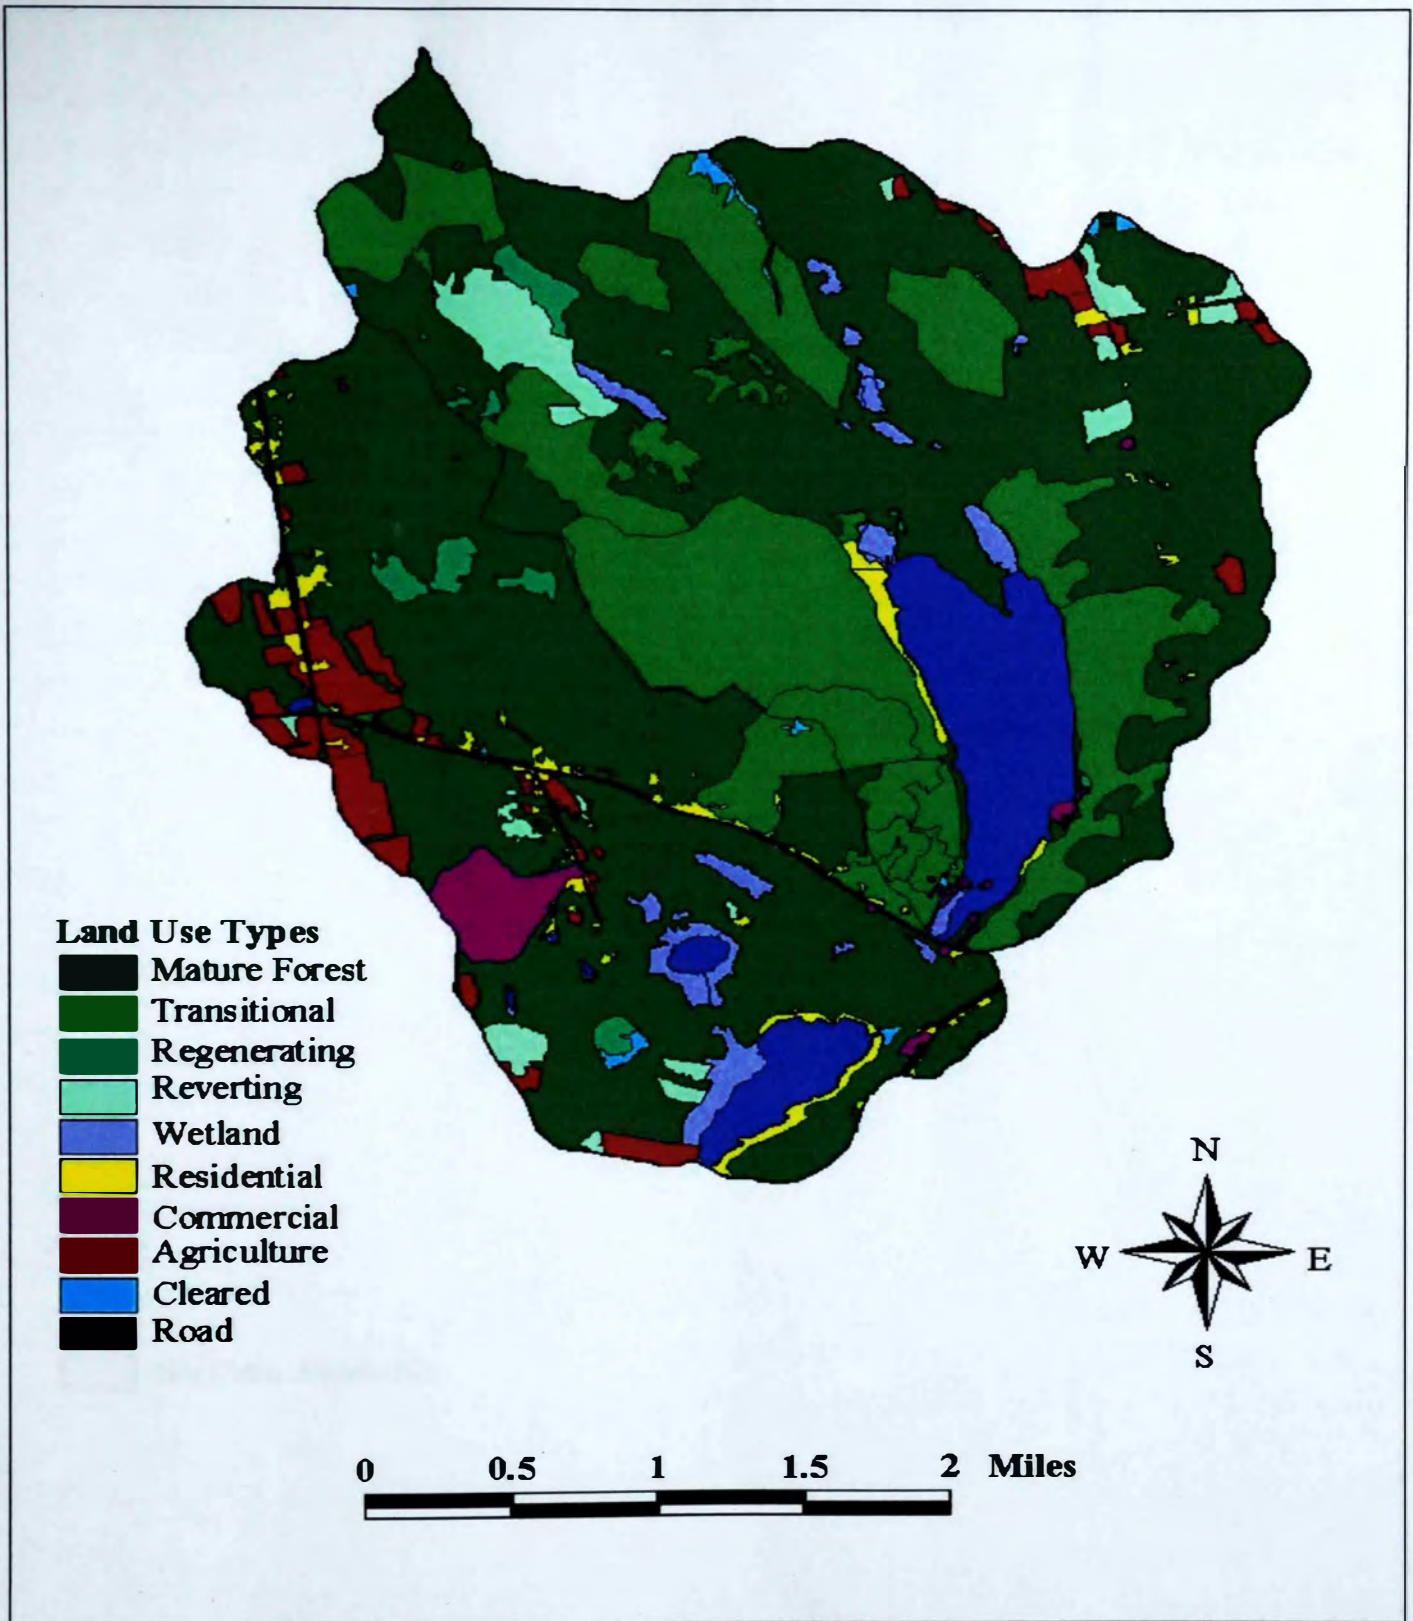 Land Use Types
Mature Forest
Transitional
Regenerating
Reverting
Wetland
Residential
Commercial
Agriculture
Cleared
Road
N
W E
S
0 0.5 1 1.5 2 Miles